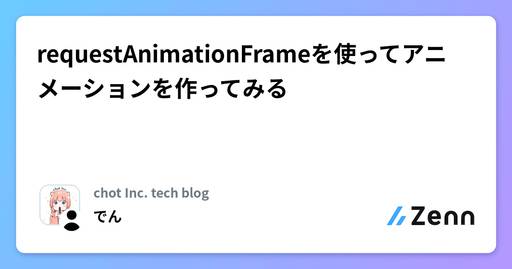 requestAnimationFrameを使ってアニ
メーションを作ってみる
chot Inc. tech blog
でん
Zenn